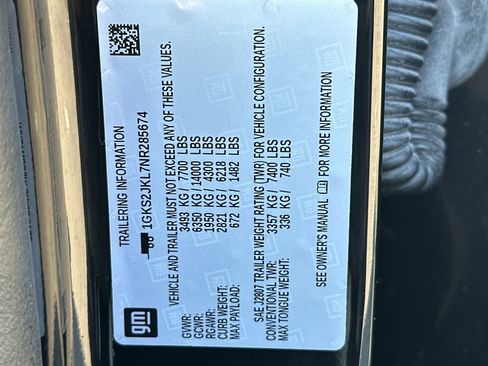 TRAILERING INFORMATION
1GKS2JKL7NR285674
VEHICLE AND TRAILER MUST NOT EXCEED ANY OF THESE VALUES.
GVWR: 3493 KG / 7700 LBS
GCWR: 6350 KG / 14000 LBS
RGAWR: 1950 KG / 4300 LBS
CURB WEIGHT: 2821 KG / 6218 LBS
MAX PAYLOAD: 672 KG / 1482 LBS
SAE J2807 TRAILER WEIGHT RATING (TWR) FOR VEHICLE CONFIGURATION.
CONVENTIONAL TWR: 3357 KG / 7400 LBS
MAX TONGUE WEIGHT: 336 KG / 740 LBS
SEE OWNER'S MANUAL FOR MORE INFORMATION
gm